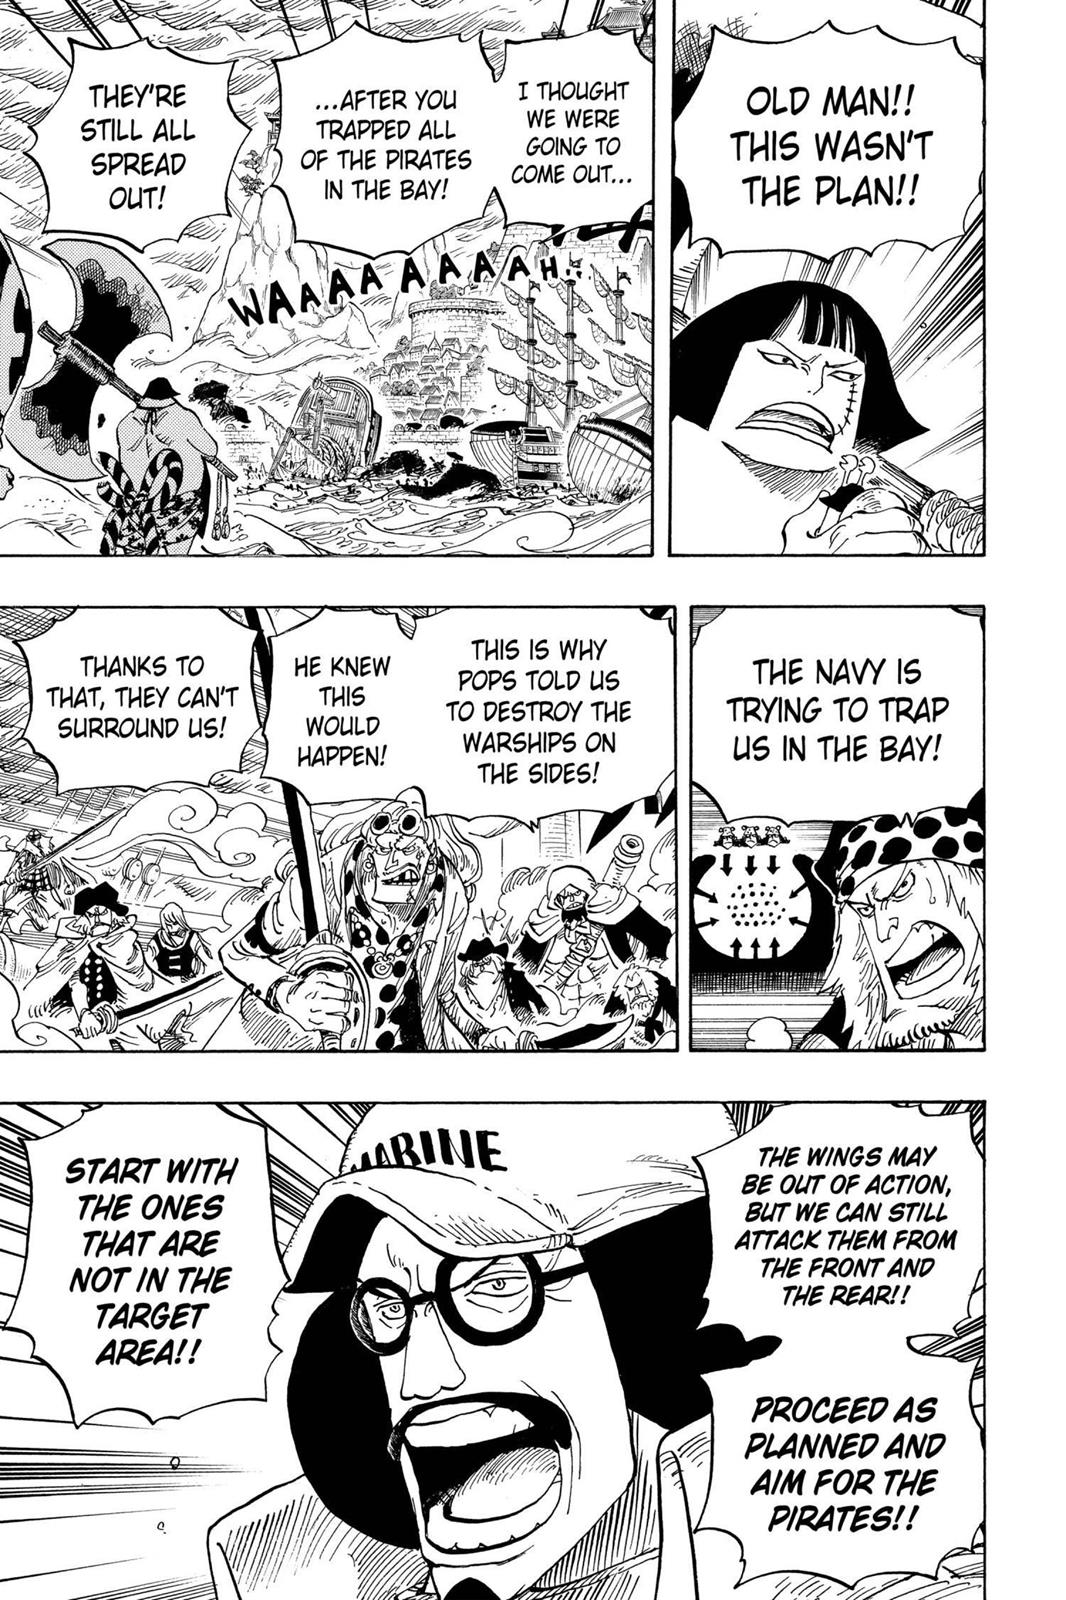 OLD MAN!!
THIS WASN'T
THE PLAN!!
I THOUGHT
WE WERE
GOING TO
COME OUT...
...AFTER YOU
TRAPPED ALL
OF THE PIRATES
IN THE BAY!
THEY'RE
STILL ALL
SPREAD
OUT!
WAAAAAAAAH...
THE NAVY IS
TRYING TO TRAP
US IN THE BAY!
THIS IS WHY
POPS TOLD US
TO DESTROY THE
WARSHIPS ON
THE SIDES!
HE KNEW
THIS
WOULD
HAPPEN!
THANKS TO
THAT, THEY CAN'T
SURROUND US!
THE WINGS MAY
BE OUT OF ACTION,
BUT WE CAN STILL
ATTACK THEM FROM
THE FRONT AND
THE REAR!!
PROCEED AS
PLANNED AND
AIM FOR THE
PIRATES!!
MARINE
START WITH
THE ONES
THAT ARE
NOT IN THE
TARGET
AREA!!